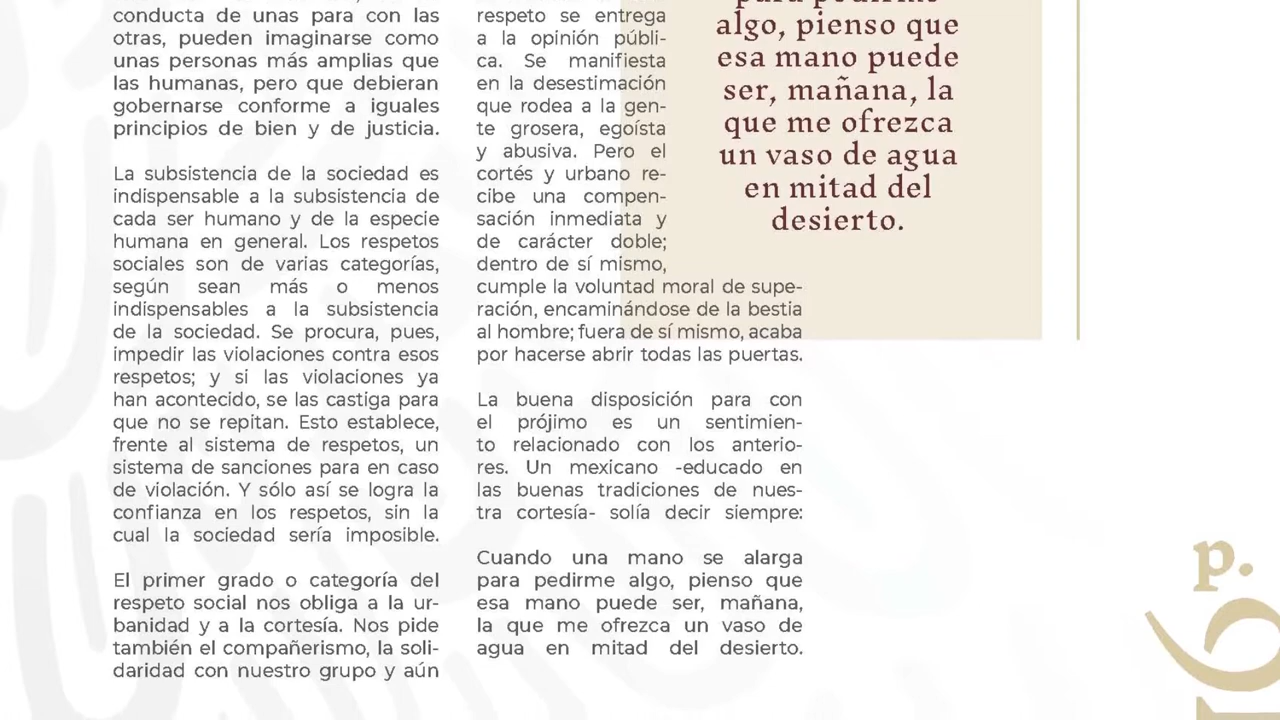 conducta de unas para con las
otras, pueden imaginarse como
unas personas más amplias que
las humanas, pero que debieran
gobernarse conforme a iguales
principios de bien y de justicia.
La subsistencia de la sociedad es
indispensable a la subsistencia de
cada ser humano y de la especie
humana en general. Los respetos
sociales son de varias categorías,
según sean más o menos
indispensables a la subsistencia
de la sociedad. Se procura, pues,
impedir las violaciones contra esos
respetos; y si las violaciones ya
han acontecido, se las castiga para
que no se repitan. Esto establece,
frente al sistema de respetos, un
sistema de sanciones para en caso
de violación. Y sólo así se logra la
confianza en los respetos, sin la
cual la sociedad sería imposible.
El primer grado o categoría del
respeto social nos obliga a la ur-
banidad y a la cortesía. Nos pide
también el compañerismo, la soli-
daridad con nuestro grupo y aún
respeto se entrega
a la opinión públi-
ca. Se manifiesta
en la desestimación
que rodea a la gen-
te grosera, egoísta
y abusiva. Pero el
cortés y urbano re-
cibe una compen-
sación inmediata y
de carácter doble;
dentro de sí mismo,
cumple la voluntad moral de supe-
ración, encaminándose de la bestia
al hombre; fuera de sí mismo, acaba
por hacerse abrir todas las puertas.
La buena disposición para con
el prójimo es un sentimien-
to relacionado con los anterio-
res. Un mexicano -educado en
las buenas tradiciones de nues-
tra cortesía- solía decir siempre:
Cuando una mano se alarga
para pedirme algo, pienso que
esa mano puede ser, mañana,
la que me ofrezca un vaso de
agua en mitad del desierto.
para pedirme
algo, pienso que
esa mano puede
ser, mañana, la
que me ofrezca
un vaso de agua
en mitad del
desierto.
p.